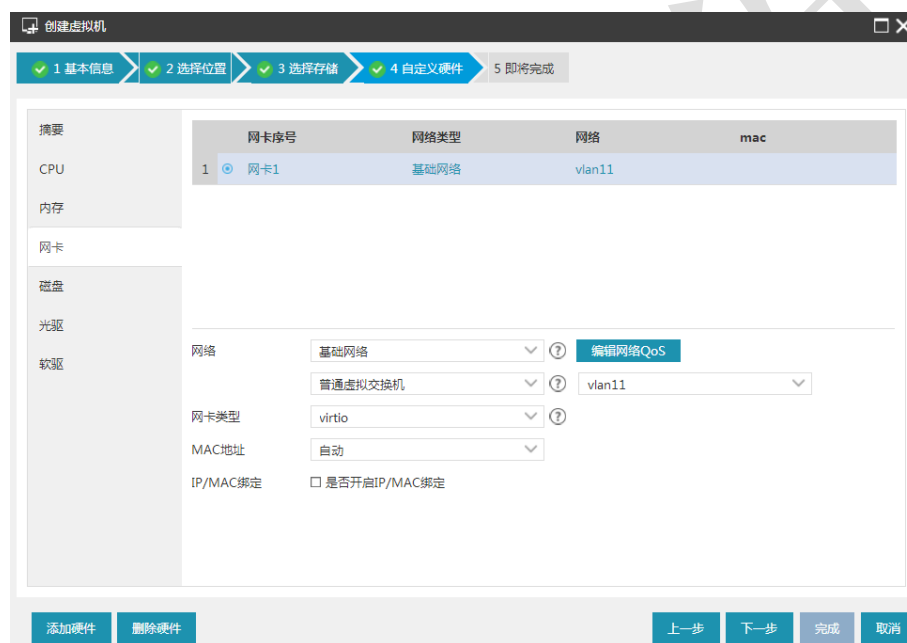 创建虚拟机
1 基本信息 2 选择位置 3 选择存储 4 自定义硬件 5 即将完成
摘要
CPU
内存
网卡
磁盘
光驱
软驱
网卡序号 网络类型 网络 mac
1 网卡1 基础网络 vlan11
网络 基础网络 ? 编辑网络QoS
普通虚拟交换机 ? vlan11
网卡类型 virtio ?
MAC地址 自动
IP/MAC绑定 是否开启IP/MAC绑定
添加硬件 删除硬件 上一步 下一步 完成 取消